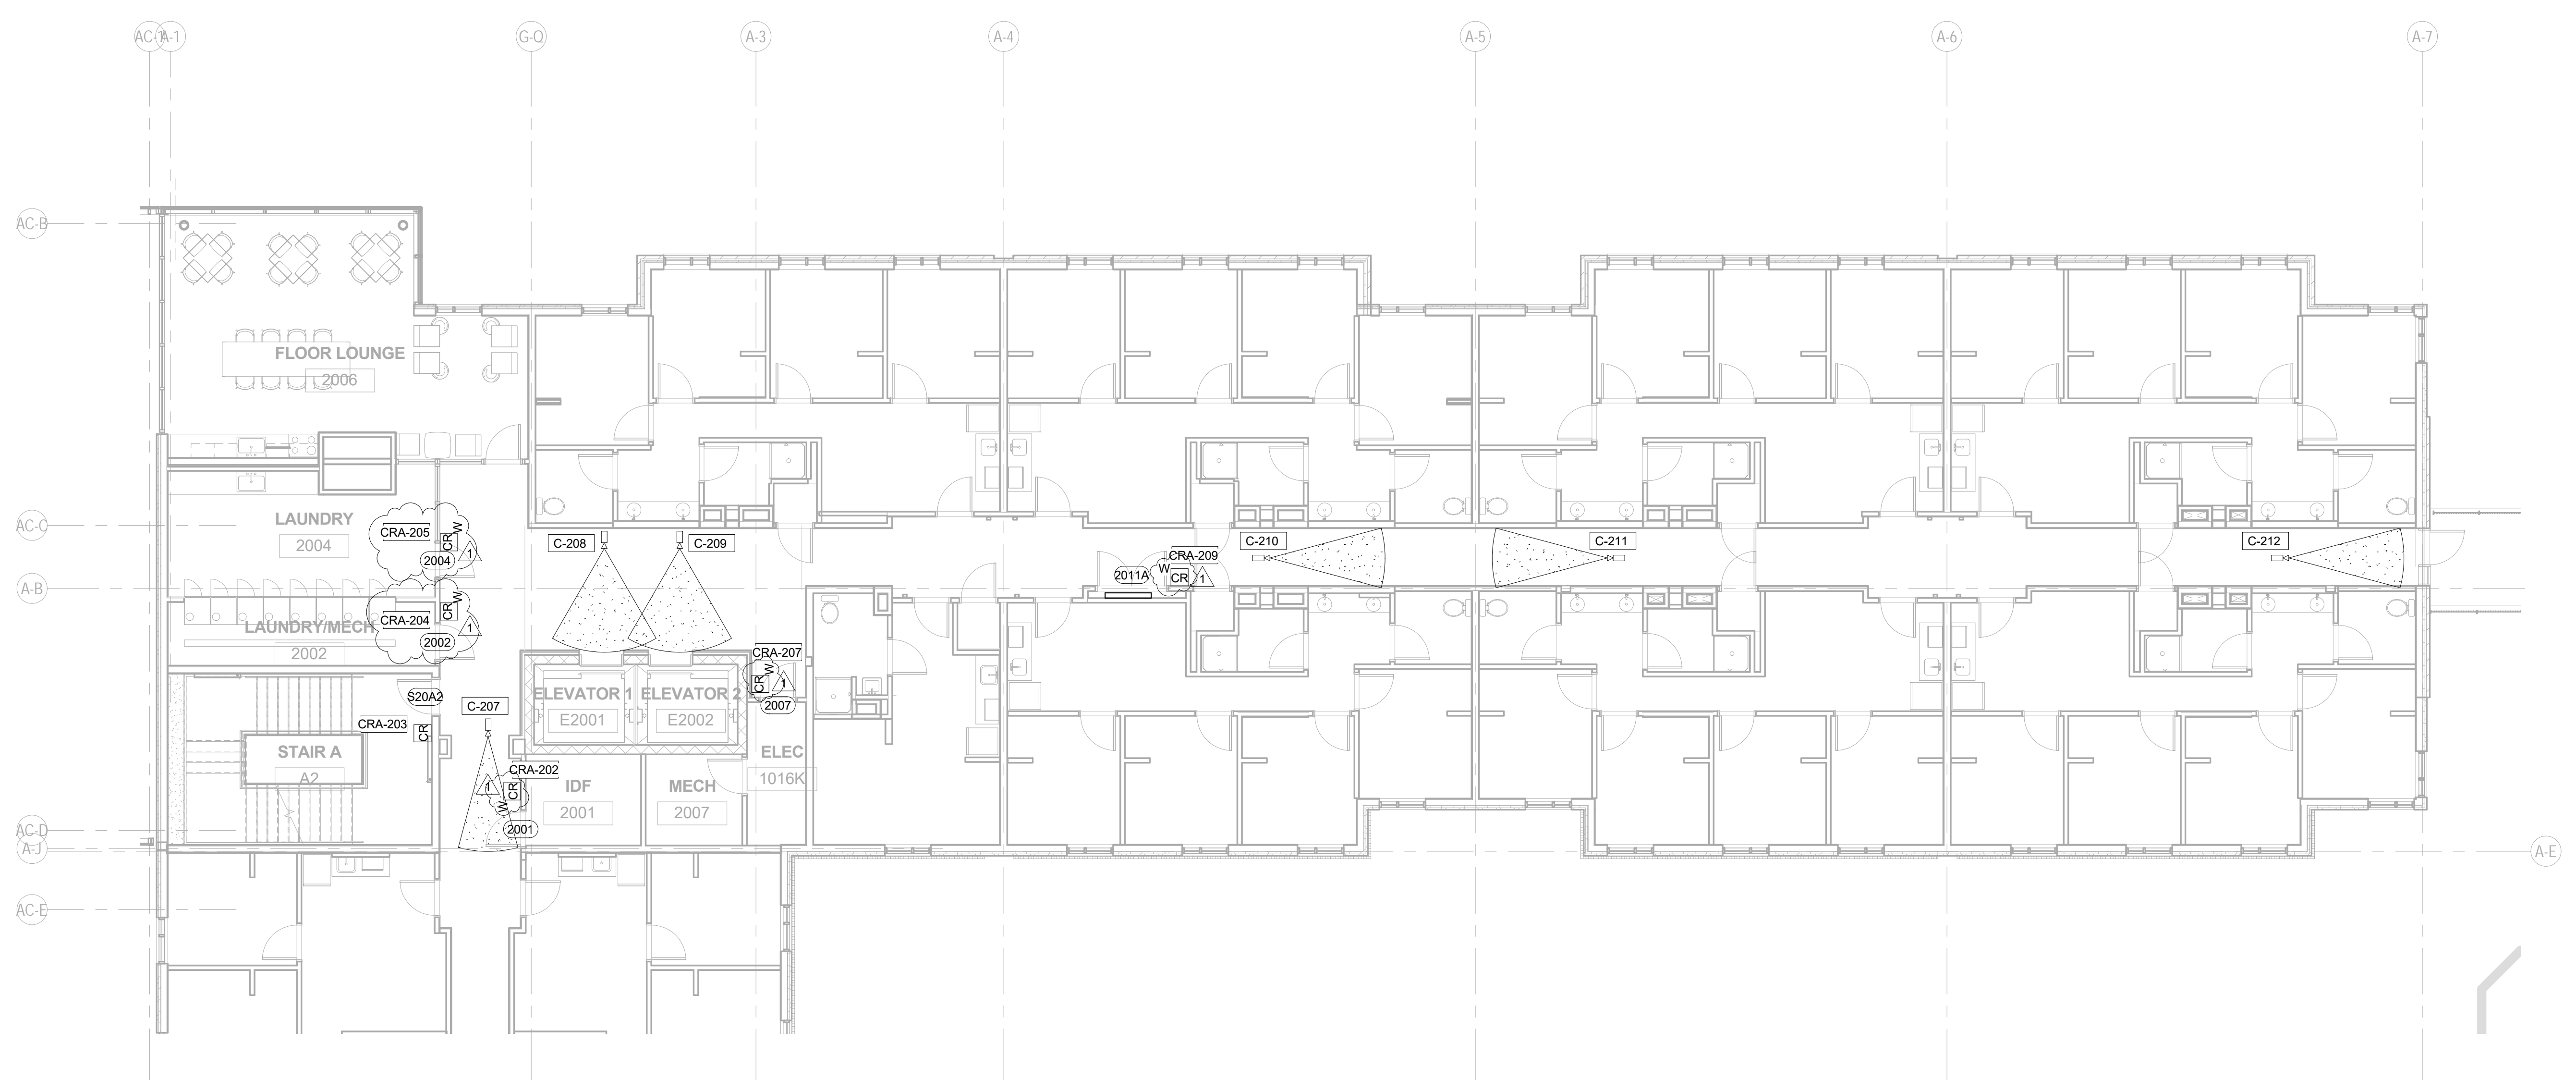 AC-1
A-1
G-Q
A-3
A-4
A-5
A-6
A-7
AC-B
FLOOR LOUNGE
2006
AC-C
LAUNDRY
2004
CRA-205
CR
W
1
2004
C-208
C-209
C-210
C-211
C-212
A-B
CRA-209
2011A
W
CR
1
CRA-204
CR
W
1
2002
LAUNDRY/MECH
2002
CRA-207
CR
W
1
2007
S20A2
C-207
ELEVATOR 1
E2001
ELEVATOR 2
E2002
CRA-203
CR
STAIR A
A2
ELEC
1016K
CRA-202
1
CR
W
2001
IDF
2001
MECH
2007
AC-D
A-J
A-E
AC-E